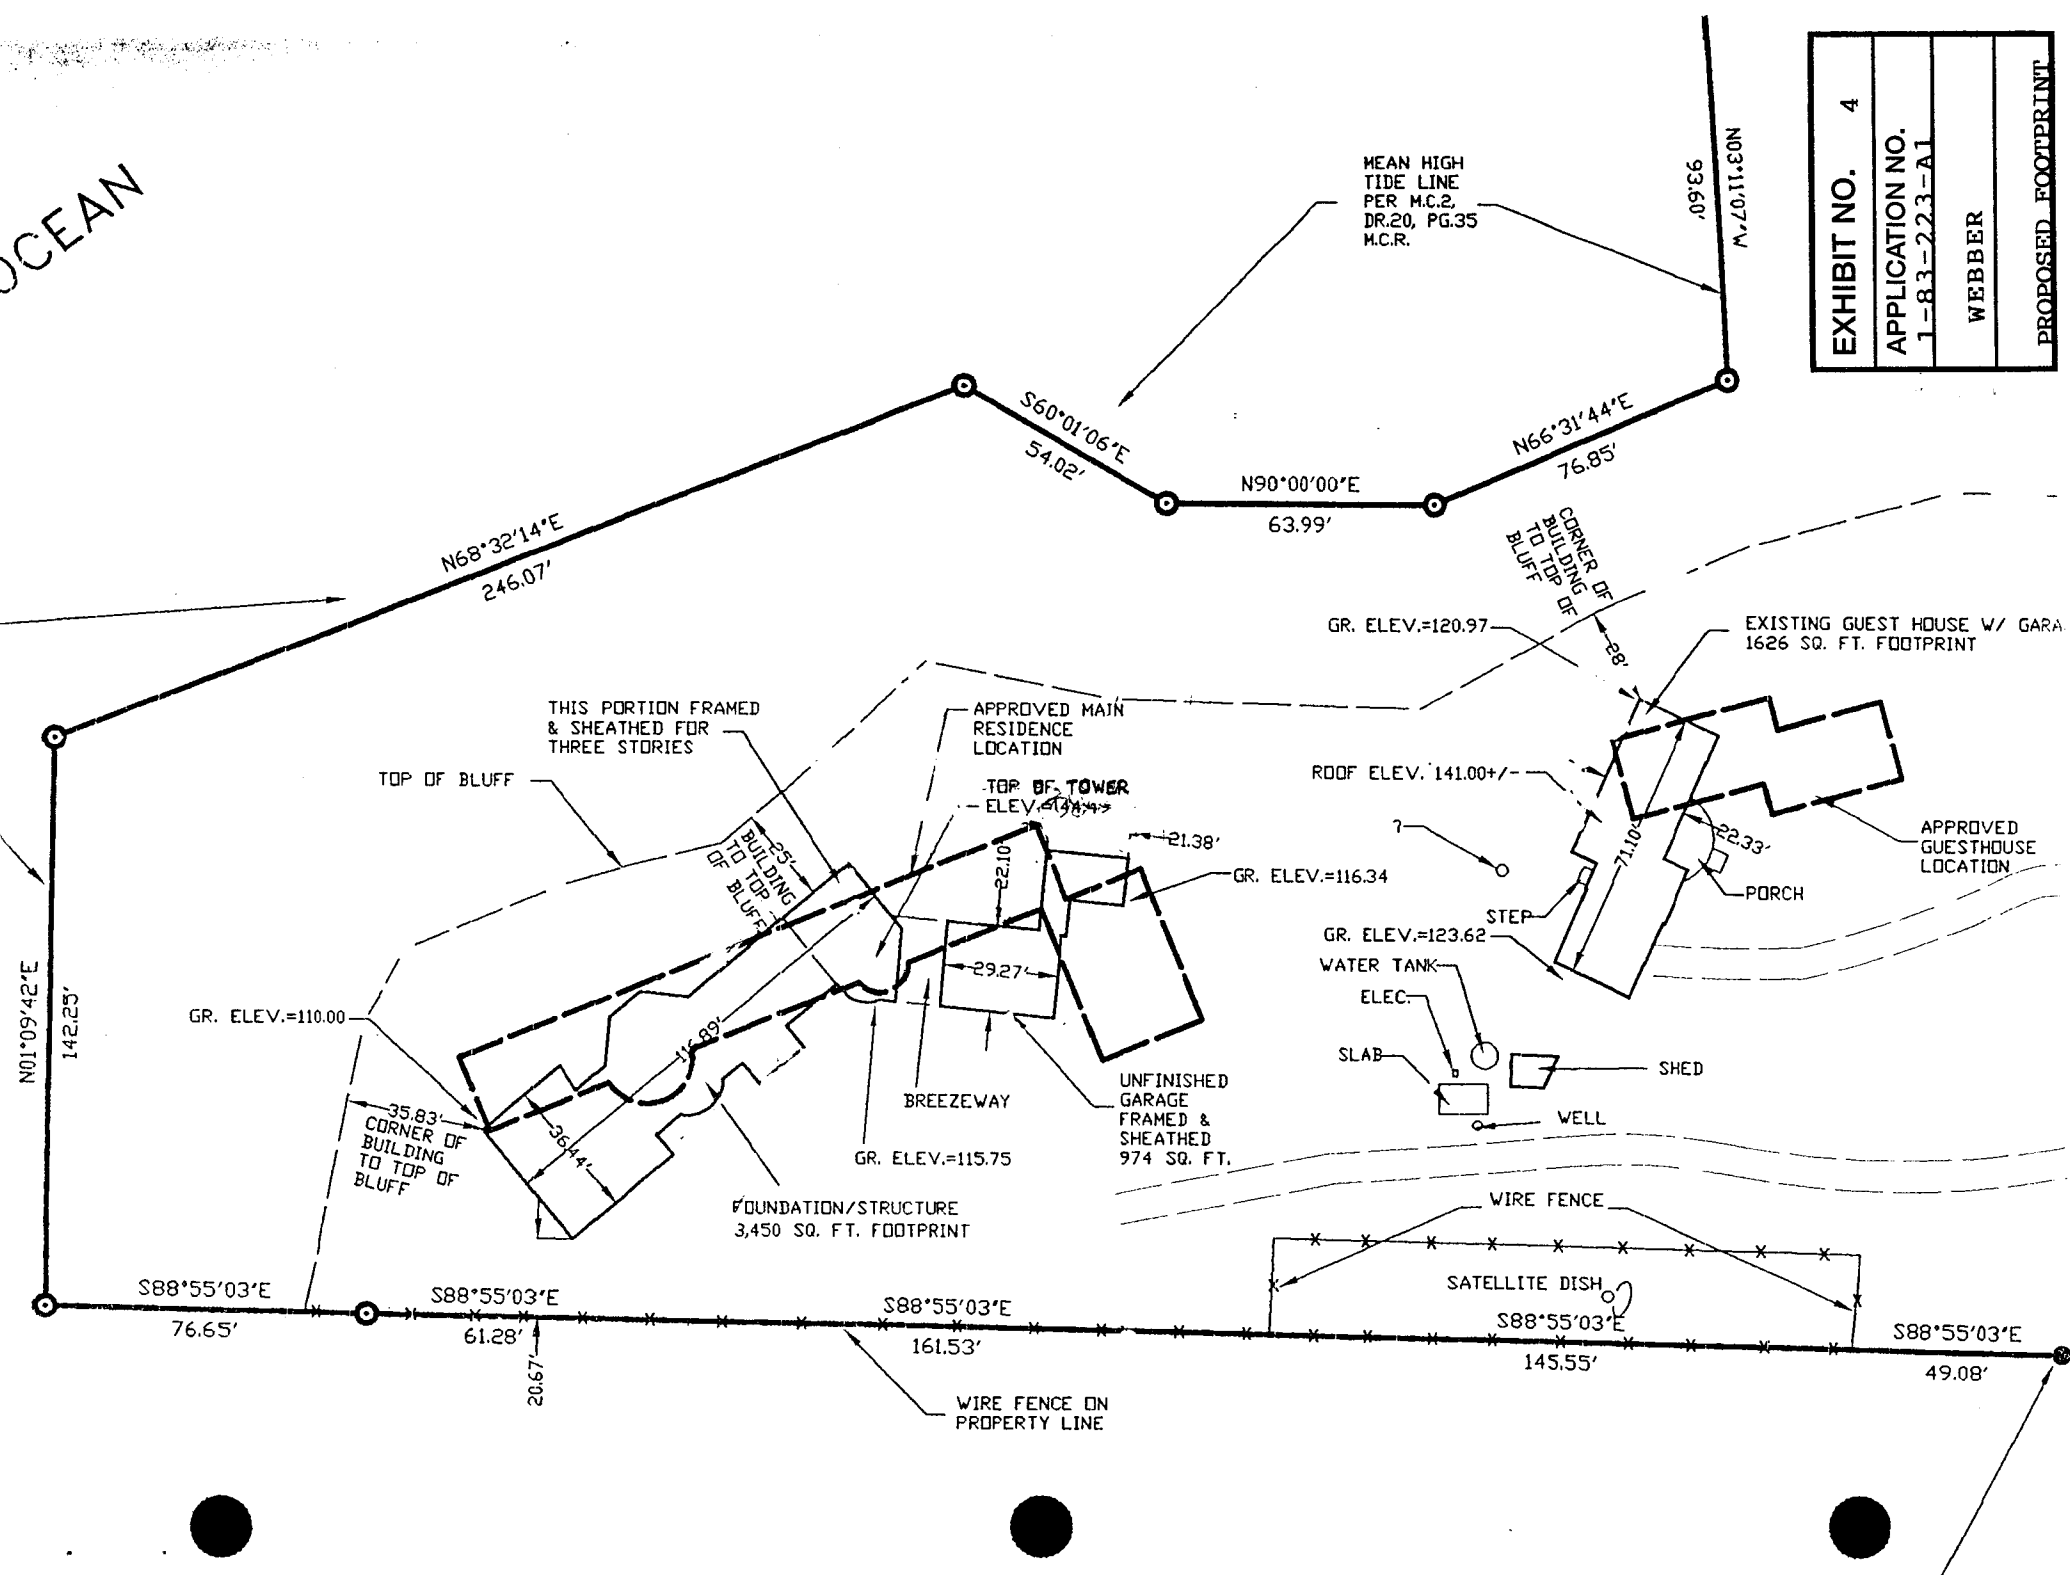 OCEAN
EXHIBIT NO. 4
APPLICATION NO.
1-83-223-A1
WEBBER
PROPOSED FOOTPRINT
N03°11'07"W
93.60'
MEAN HIGH
TIDE LINE
PER M.C.2,
DR.20, PG.35
M.C.R.
S60°01'06"E
54.02'
N66°31'44"E
76.85'
N90°00'00"E
63.99'
N68°32'14"E
246.07'
CORNER OF
BUILDING
TO TOP OF
BLUFF
28'
GR. ELEV.=120.97
EXISTING GUEST HOUSE W/ GARA
1626 SQ. FT. FOOTPRINT
THIS PORTION FRAMED
& SHEATHED FOR
THREE STORIES
APPROVED MAIN
RESIDENCE
LOCATION
TOP OF BLUFF
TOP OF TOWER
ELEV.
ROOF ELEV. 141.00+/-
25'
BUILDING
TO TOP
OF BLUFF
22.10'
21.38'
GR. ELEV.=116.34
?
71.10'
22.33'
APPROVED
GUESTHOUSE
LOCATION
PORCH
STEP
GR. ELEV.=123.62
WATER TANK
ELEC.
29.27'
116.89'
N01°09'42"E
142.25'
GR. ELEV.=110.00
SLAB
SHED
WELL
35.83'
CORNER OF
BUILDING
TO TOP OF
BLUFF
36.44'
BREEZEWAY
UNFINISHED
GARAGE
FRAMED &
SHEATHED
974 SQ. FT.
GR. ELEV.=115.75
FOUNDATION/STRUCTURE
3,450 SQ. FT. FOOTPRINT
WIRE FENCE
SATELLITE DISH
S88°55'03"E
76.65'
S88°55'03"E
61.28'
S88°55'03"E
161.53'
S88°55'03"E
145.55'
S88°55'03"E
49.08'
20.67'
WIRE FENCE ON
PROPERTY LINE